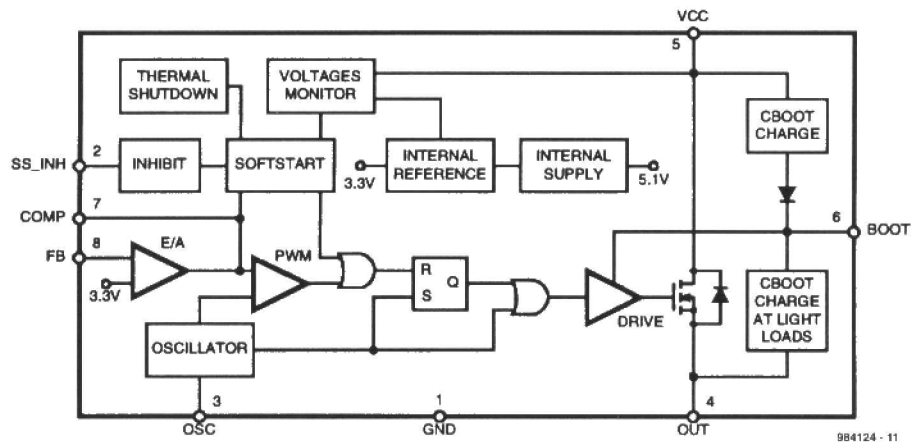 VCC
5
THERMAL
SHUTDOWN
VOLTAGES
MONITOR
CBOOT
CHARGE
SS_INH
2
INHIBIT
SOFTSTART
3.3V
INTERNAL
REFERENCE
INTERNAL
SUPPLY
5.1V
COMP
7
6
BOOT
FB
8
E/A
3.3V
PWM
R
S
Q
DRIVE
CBOOT
CHARGE
AT LIGHT
LOADS
OSCILLATOR
3
OSC
1
GND
4
OUT
984124 - 11